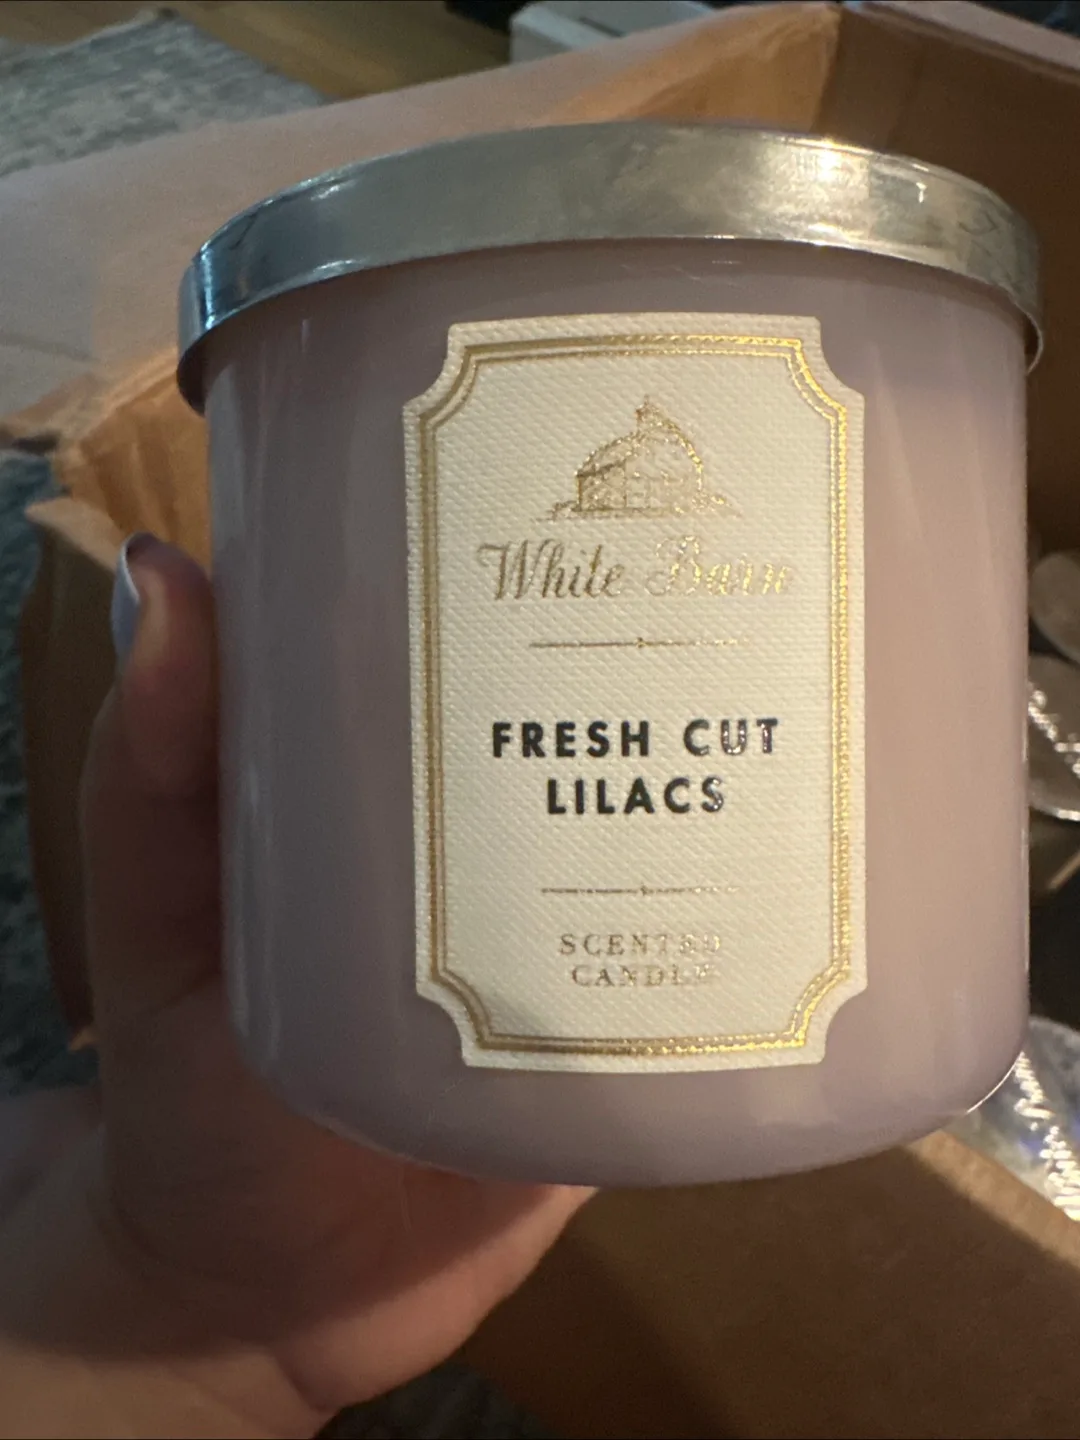 White Barn
FRESH CUT
LILACS
SCENTED
CANDLE